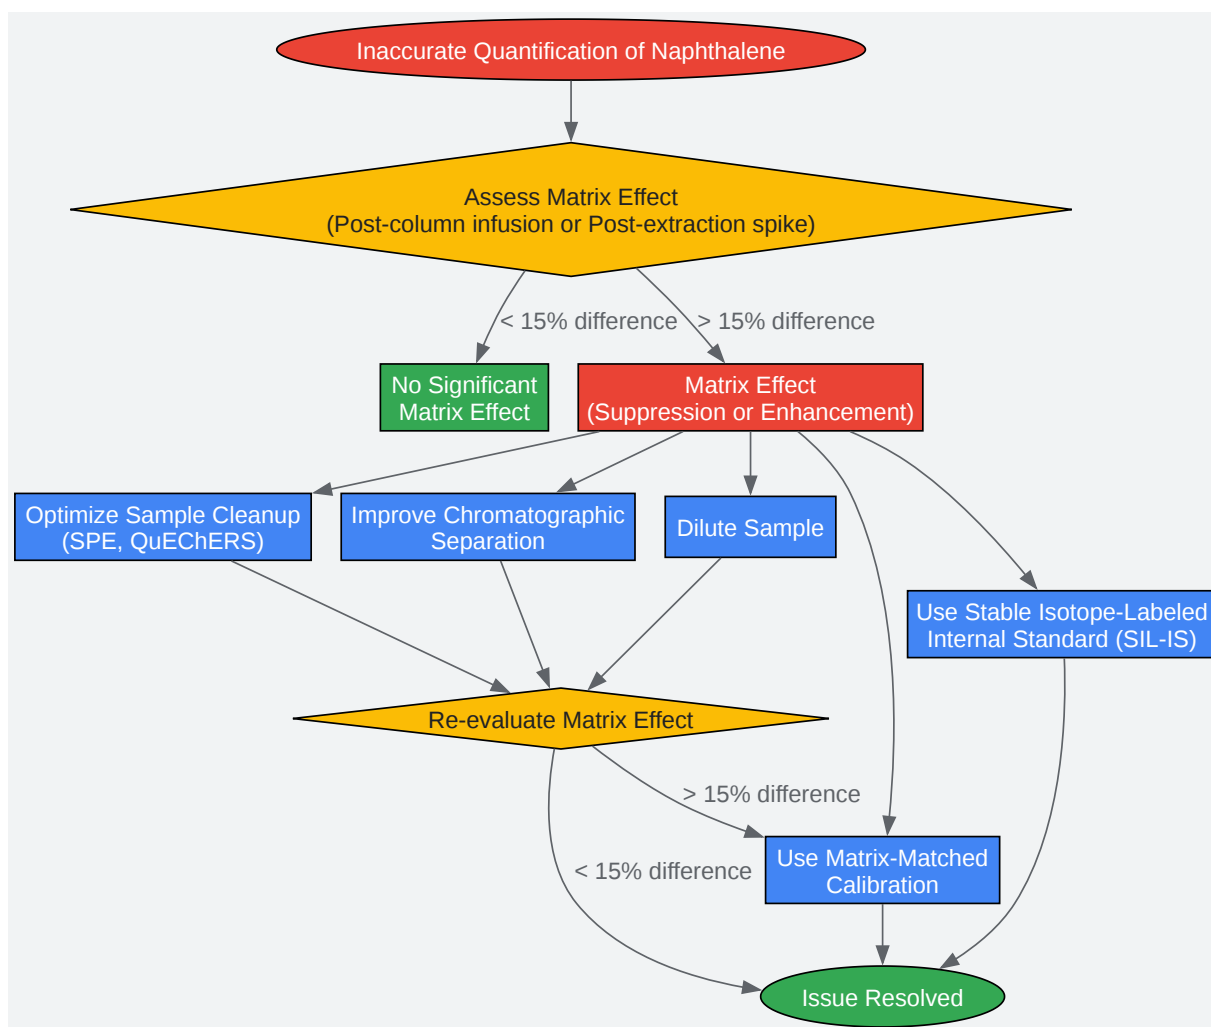 Inaccurate Quantification of Naphthalene
Assess Matrix Effect
(Post-column infusion or Post-extraction spike)
< 15% difference
> 15% difference
No Significant
Matrix Effect
Matrix Effect
(Suppression or Enhancement)
Optimize Sample Cleanup
(SPE, QuEChERS)
Improve Chromatographic
Separation
Dilute Sample
Use Stable Isotope-Labeled
Internal Standard (SIL-IS)
Re-evaluate Matrix Effect
> 15% difference
< 15% difference
Use Matrix-Matched
Calibration
Issue Resolved